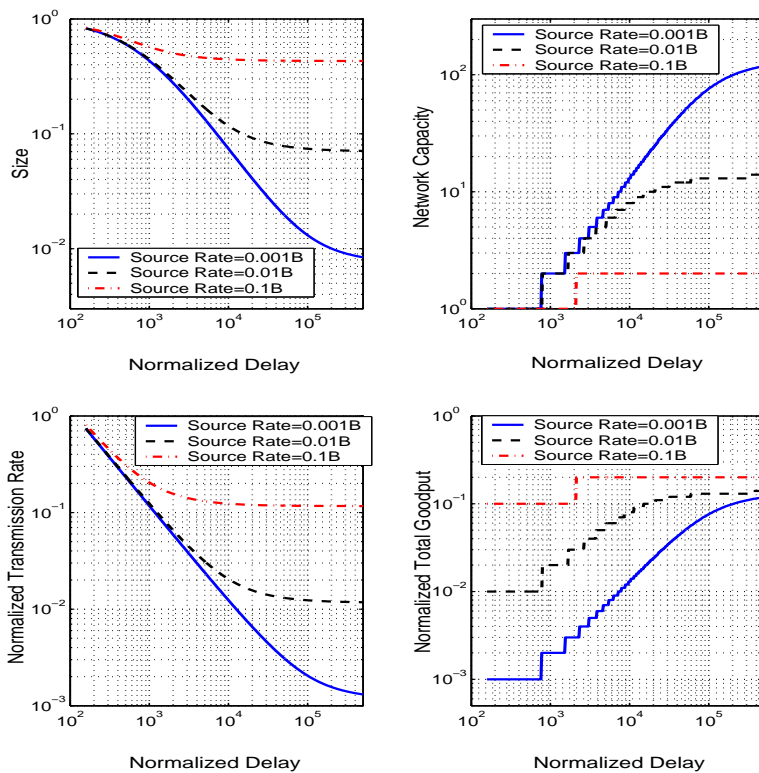 10⁰
10⁻¹
10⁻²
Size
Source Rate=0.001B
Source Rate=0.01B
Source Rate=0.1B
10² 10³ 10⁴ 10⁵
Normalized Delay
10²
10¹
10⁰
Network Capacity
Source Rate=0.001B
Source Rate=0.01B
Source Rate=0.1B
10² 10³ 10⁴ 10⁵
Normalized Delay
10⁰
10⁻¹
10⁻²
10⁻³
Normalized Transmission Rate
Source Rate=0.001B
Source Rate=0.01B
Source Rate=0.1B
10² 10³ 10⁴ 10⁵
Normalized Delay
10⁰
10⁻¹
10⁻²
10⁻³
Normalized Total Goodput
Source Rate=0.001B
Source Rate=0.01B
Source Rate=0.1B
10² 10³ 10⁴ 10⁵
Normalized Delay